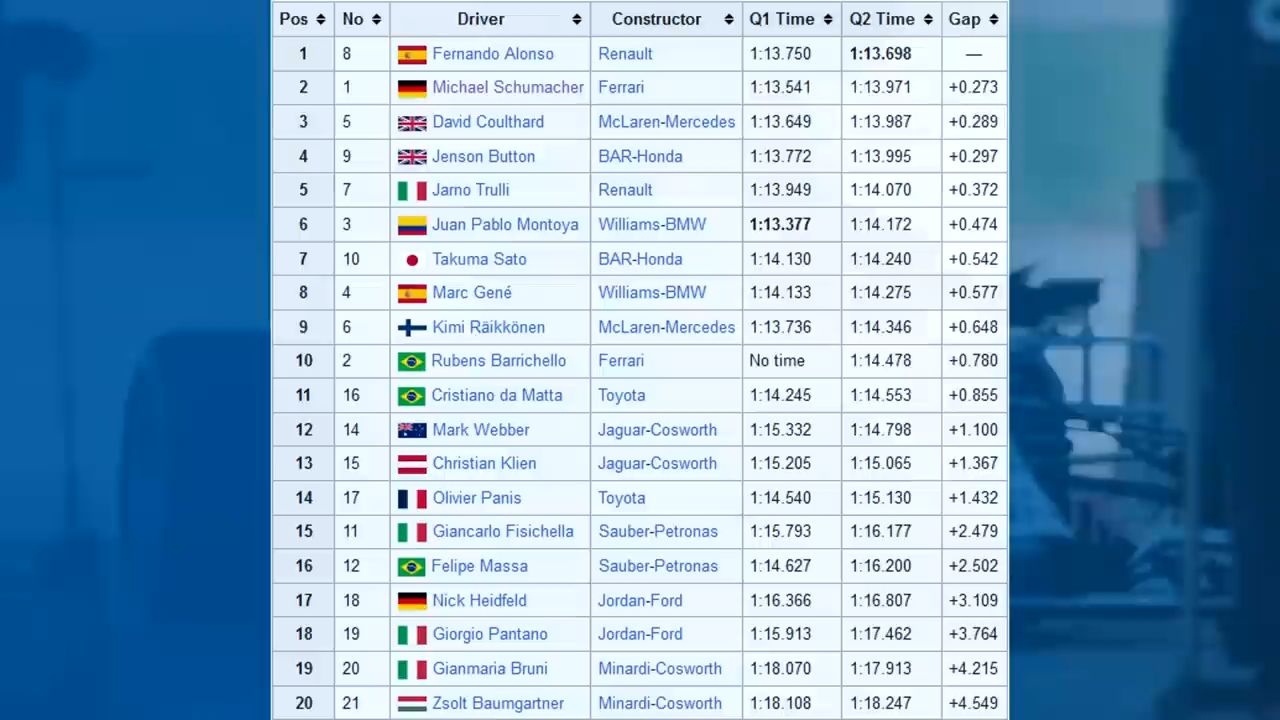 Pos No Driver Constructor Q1 Time Q2 Time Gap
1 8 Fernando Alonso Renault 1:13.750 1:13.698 —
2 1 Michael Schumacher Ferrari 1:13.541 1:13.971 +0.273
3 5 David Coulthard McLaren-Mercedes 1:13.649 1:13.987 +0.289
4 9 Jenson Button BAR-Honda 1:13.772 1:13.995 +0.297
5 7 Jarno Trulli Renault 1:13.949 1:14.070 +0.372
6 3 Juan Pablo Montoya Williams-BMW 1:13.377 1:14.172 +0.474
7 10 Takuma Sato BAR-Honda 1:14.130 1:14.240 +0.542
8 4 Marc Gené Williams-BMW 1:14.133 1:14.275 +0.577
9 6 Kimi Räikkönen McLaren-Mercedes 1:13.736 1:14.346 +0.648
10 2 Rubens Barrichello Ferrari No time 1:14.478 +0.780
11 16 Cristiano da Matta Toyota 1:14.245 1:14.553 +0.855
12 14 Mark Webber Jaguar-Cosworth 1:15.332 1:14.798 +1.100
13 15 Christian Klien Jaguar-Cosworth 1:15.205 1:15.065 +1.367
14 17 Olivier Panis Toyota 1:14.540 1:15.130 +1.432
15 11 Giancarlo Fisichella Sauber-Petronas 1:15.793 1:16.177 +2.479
16 12 Felipe Massa Sauber-Petronas 1:14.627 1:16.200 +2.502
17 18 Nick Heidfeld Jordan-Ford 1:16.366 1:16.807 +3.109
18 19 Giorgio Pantano Jordan-Ford 1:15.913 1:17.462 +3.764
19 20 Gianmaria Bruni Minardi-Cosworth 1:18.070 1:17.913 +4.215
20 21 Zsolt Baumgartner Minardi-Cosworth 1:18.108 1:18.247 +4.549